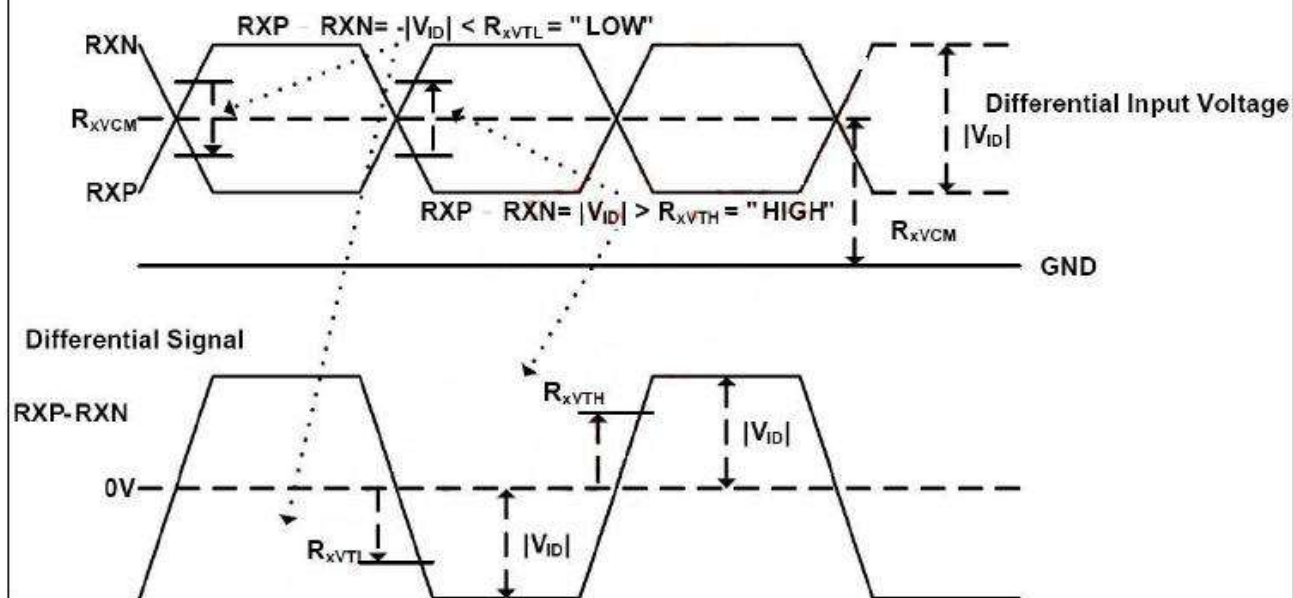 RXP - RXN= -|VID| < RxVTL = "LOW"
RXN
RxVCM
Differential Input Voltage
|VID|
RXP
RXP - RXN= |VID| > RxVTH = "HIGH"
RxVCM
GND
Differential Signal
RxVTH
RXP-RXN
|VID|
0V
RxVTL
|VID|